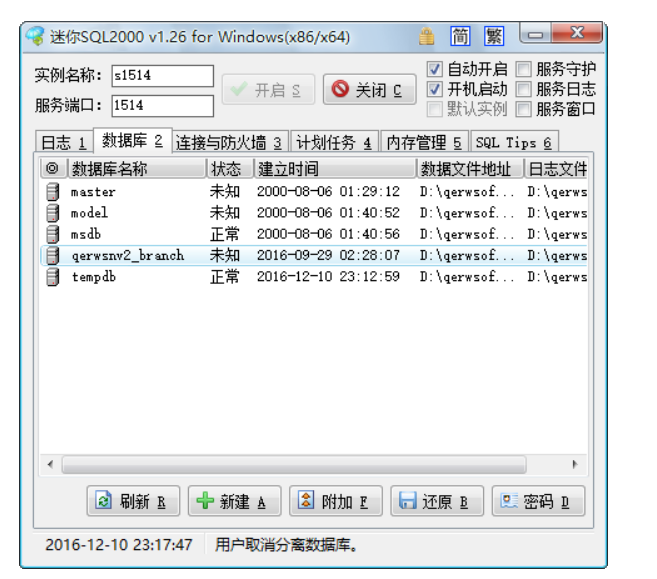 迷你SQL2000 v1.26 for Windows(x86/x64) 简 繁
实例名称: s1514 开启 S 关闭 C 自动开启 服务守护
开机启动 服务日志
服务端口: 1514 默认实例 服务窗口
日志 1 数据库 2 连接与防火墙 3 计划任务 4 内存管理 5 SQL Tips 6
数据库名称 状态 建立时间 数据文件地址 日志文件
master 未知 2000-08-06 01:29:12 D:\qerwsof... D:\qerws
model 未知 2000-08-06 01:40:52 D:\qerwsof... D:\qerws
msdb 正常 2000-08-06 01:40:56 D:\qerwsof... D:\qerws
qerwsnv2_branch 未知 2016-09-29 02:28:07 D:\qerwsof... D:\qerws
tempdb 正常 2016-12-10 23:12:59 D:\qerwsof... D:\qerws
刷新 R 新建 A 附加 F 还原 B 密码 D
2016-12-10 23:17:47 用户取消分离数据库。